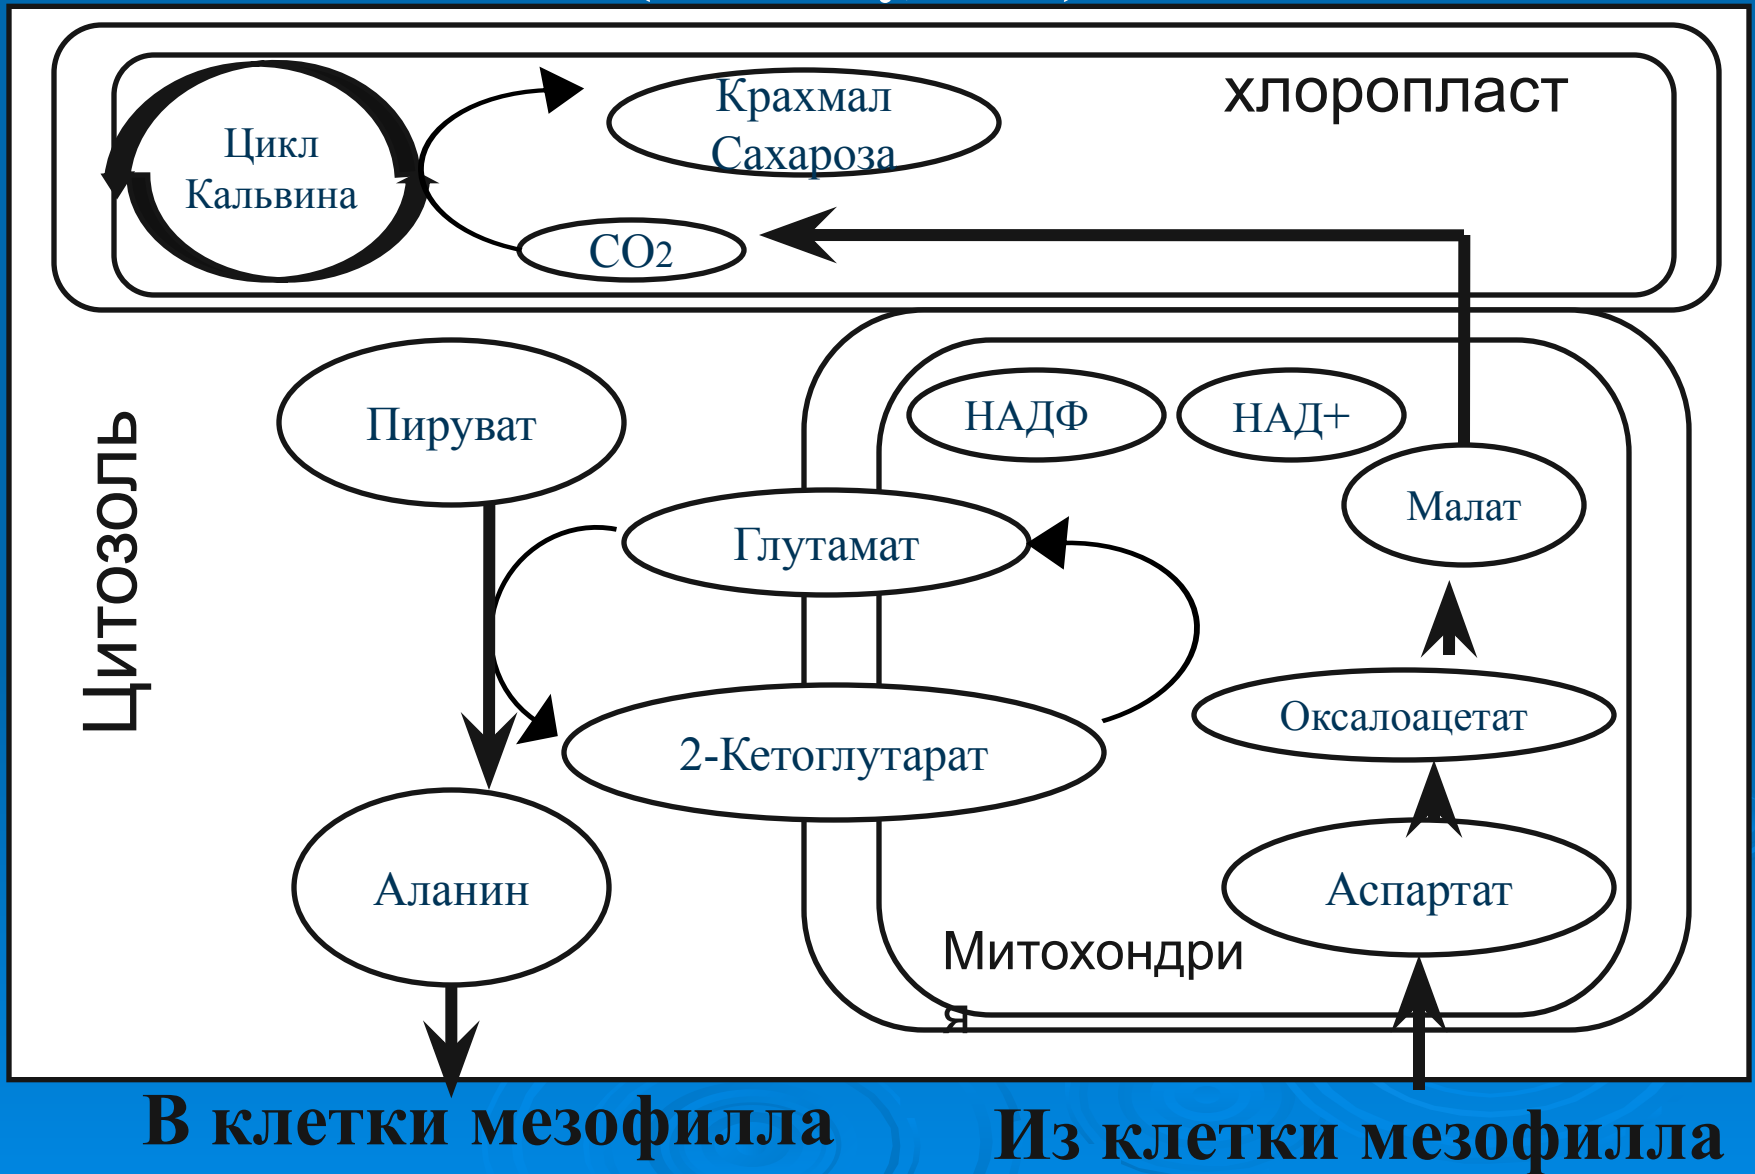 хлоропласт
Крахмал
Сахароза
Цикл
Кальвина
СО2
Пируват
НАДФ
НАД+
Малат
Цитозоль
Глутамат
Оксалоацетат
2-Кетоглутарат
Аланин
Аспартат
Митохондри
я
В клетки мезофилла
Из клетки мезофилла